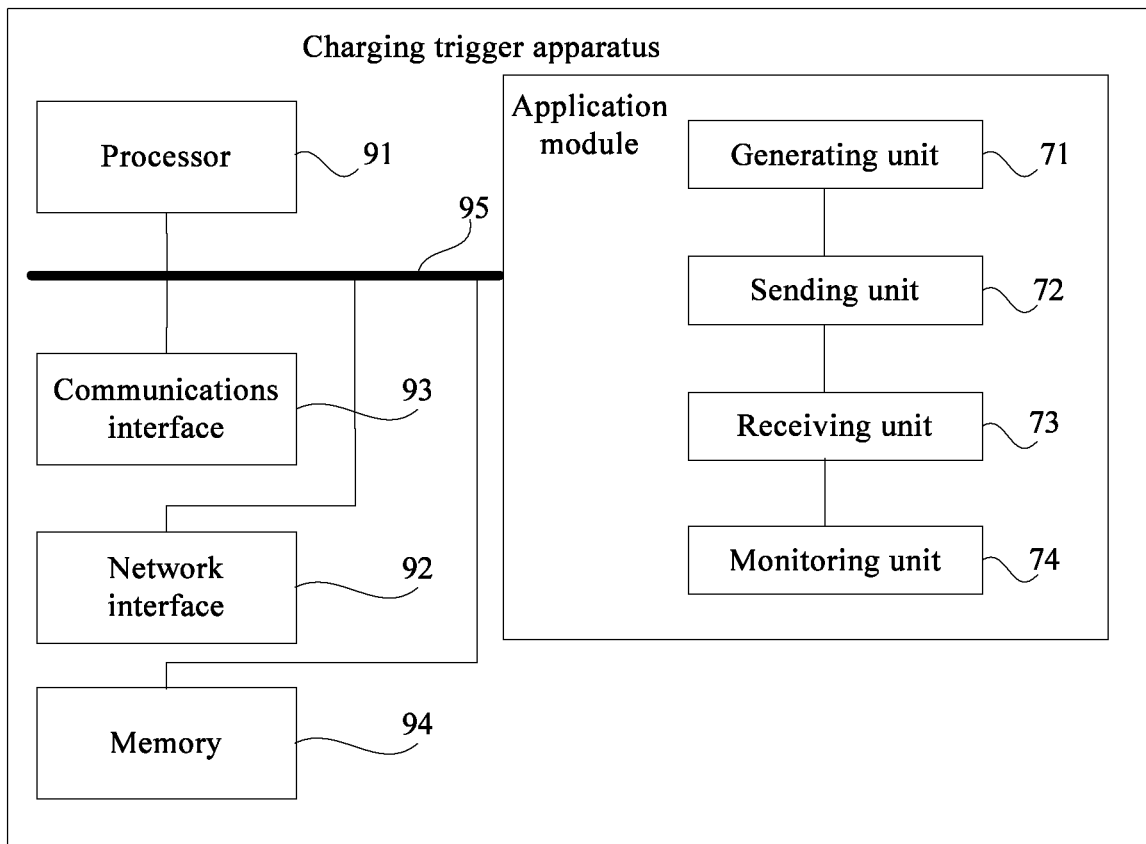 Charging trigger apparatus
Processor
91
95
Communications
interface
93
Network
interface
92
Memory
94
Application
module
Generating unit
71
Sending unit
72
Receiving unit
73
Monitoring unit
74